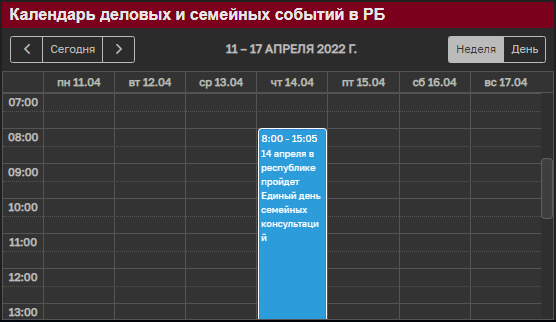 Календарь деловых и семейных событий в РБ
Сегодня
11 – 17 АПРЕЛЯ 2022 Г.
Неделя День
пн 11.04 вт 12.04 ср 13.04 чт 14.04 пт 15.04 сб 16.04 вс 17.04
07:00
08:00
8:00 - 15:05
14 апреля в
республике
пройдет
Единый день
семейных
консультаци
й
09:00
10:00
11:00
12:00
13:00